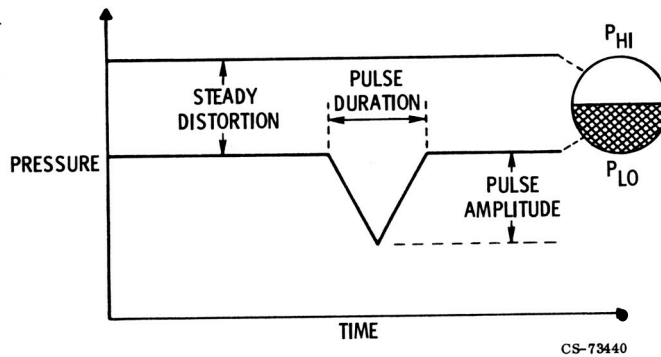 P_HI
PULSE
DURATION
STEADY
DISTORTION
PRESSURE
P_LO
PULSE
AMPLITUDE
TIME
CS-73440